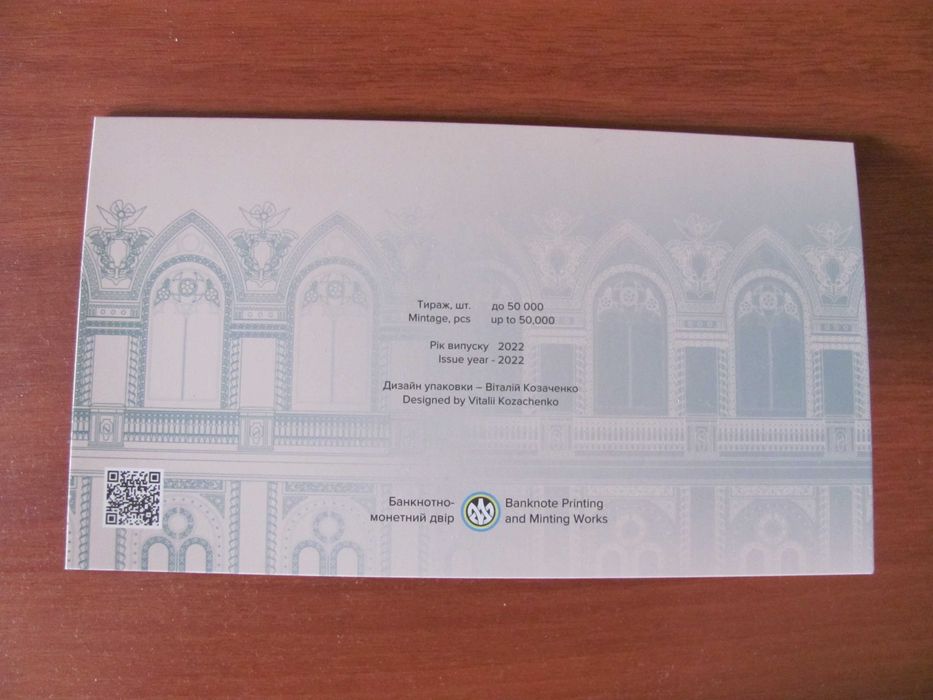 Тираж, шт. до 50 000
Mintage, pcs up to 50,000
Рік випуску 2022
Issue year - 2022
Дизайн упаковки – Віталій Козаченко
Designed by Vitalii Kozachenko
Банкнотно-
монетний двір
Banknote Printing
and Minting Works